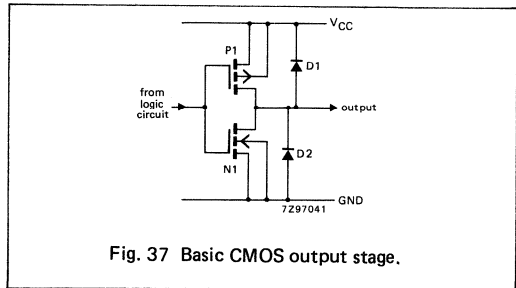 VCC
P1
D1
from
logic
circuit
output
D2
N1
GND
7Z97041
Fig. 37 Basic CMOS output stage.